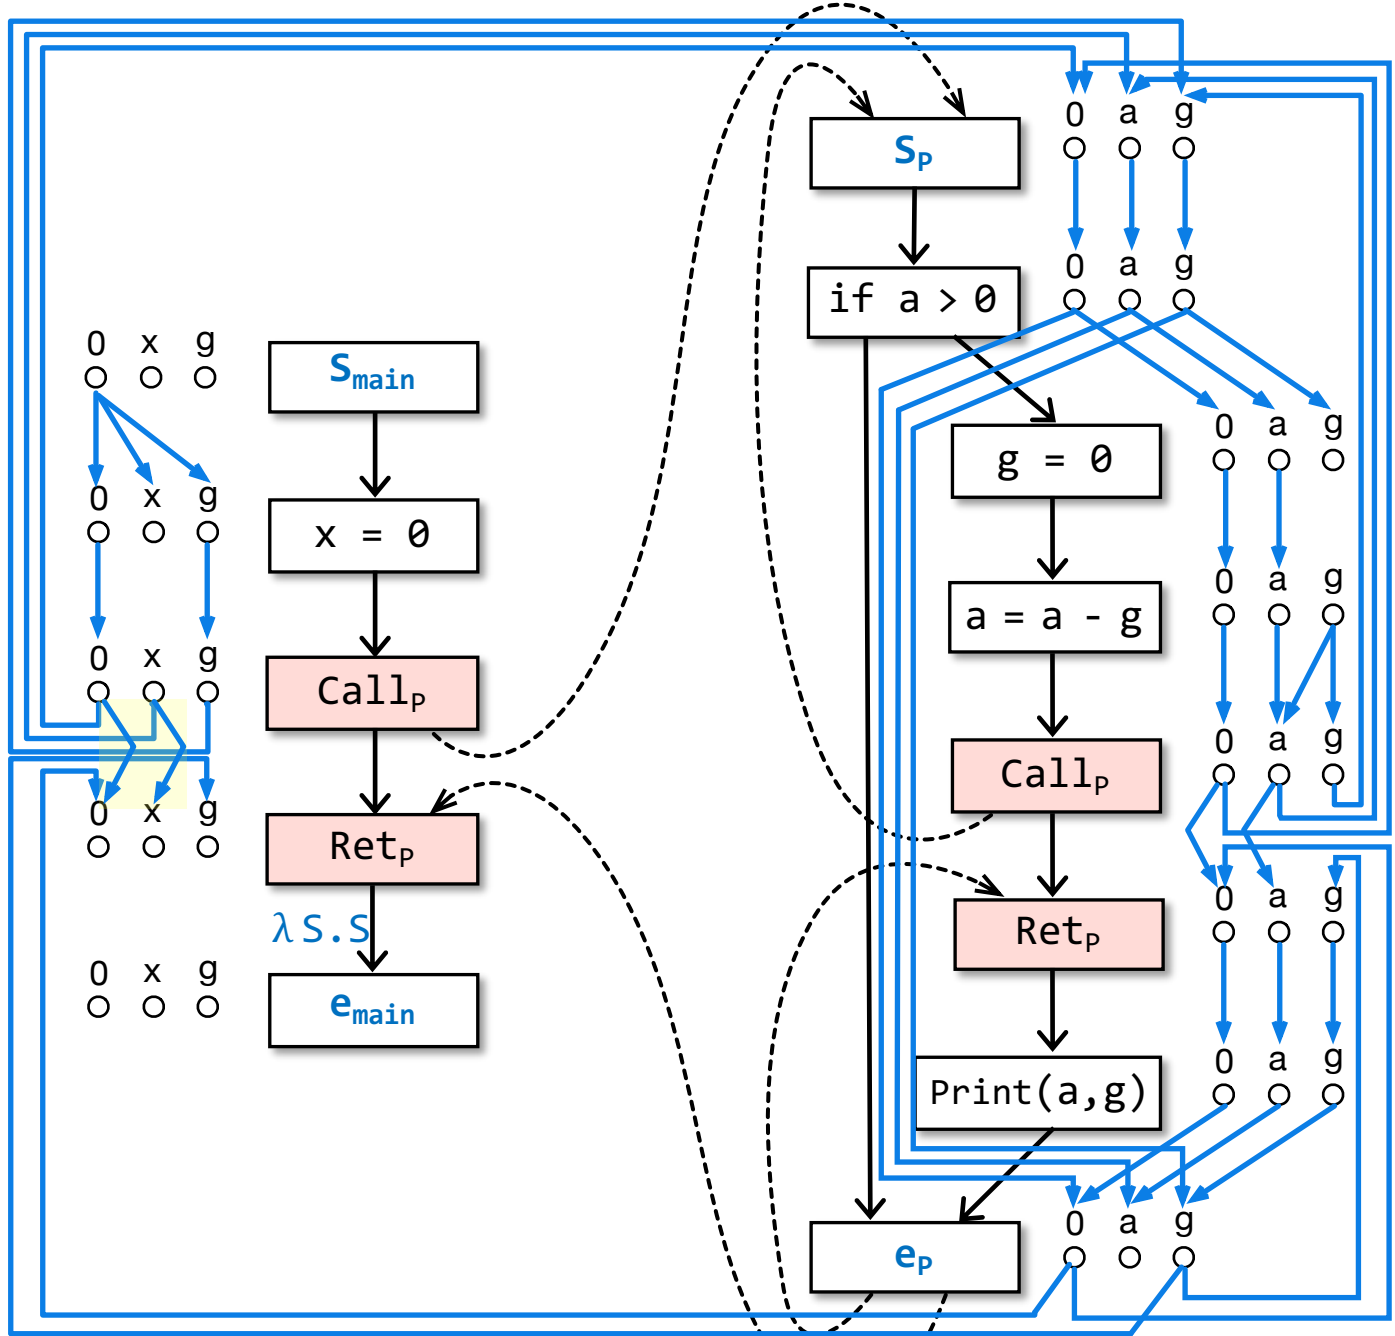 0 a g
S_P
0 a g
if a > 0
0 x g
S_main
0 a g
g = 0
0 x g
x = 0
0 a g
a = a - g
0 x g
Call_P
0 a g
Call_P
0 x g
Ret_P
0 a g
Ret_P
λ S.S
0 x g
e_main
0 a g
Print(a,g)
0 a g
e_P